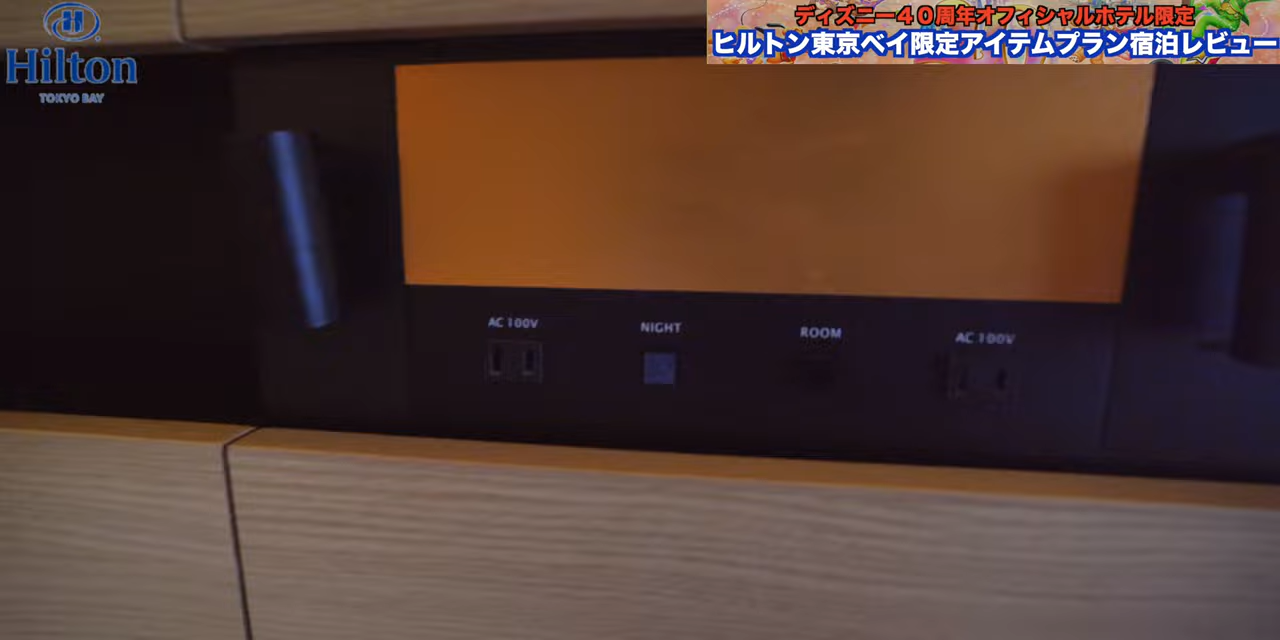 Hilton
TOKYO BAY
ディズニー40周年オフィシャルホテル限定
ヒルトン東京ベイ限定アイテムプラン宿泊レビュー
AC 100V
NIGHT
ROOM
AC 100V